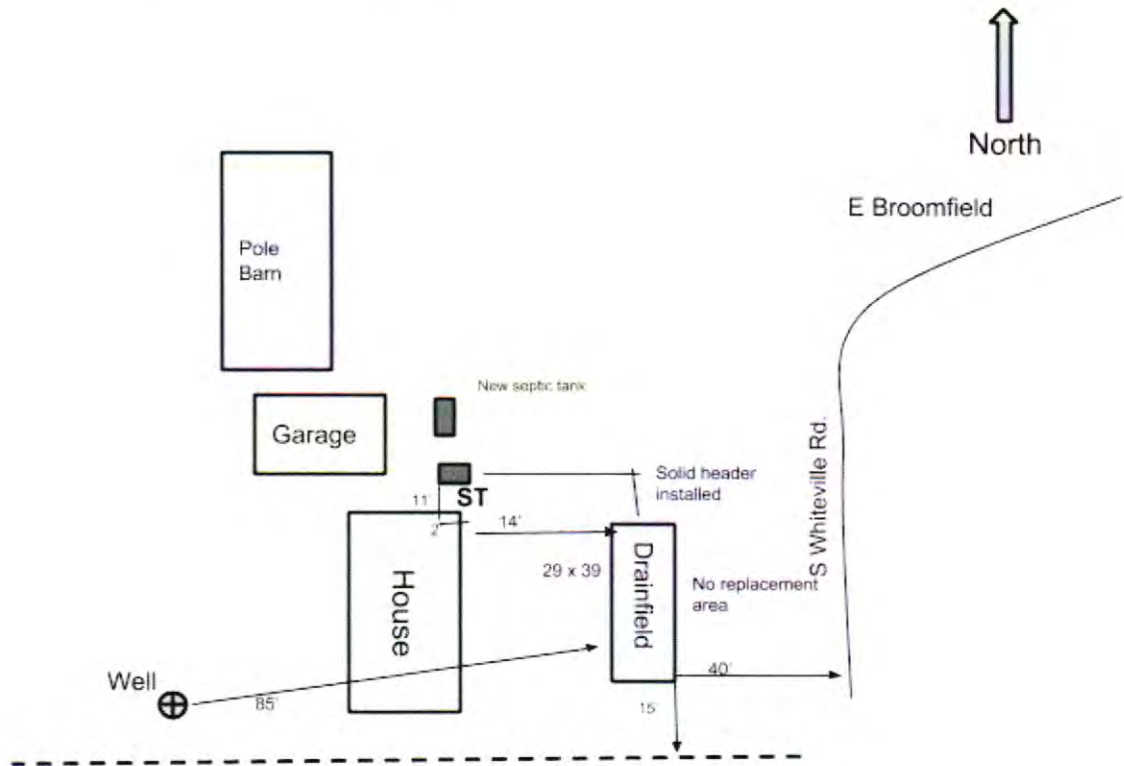 North
E Broomfield
Pole
Barn
New septic tank
Garage
Solid header
installed
ST
11'
2'
14'
S Whiteville Rd.
29 x 39
Drainfield
House
No replacement
area
Well
85'
40'
15'